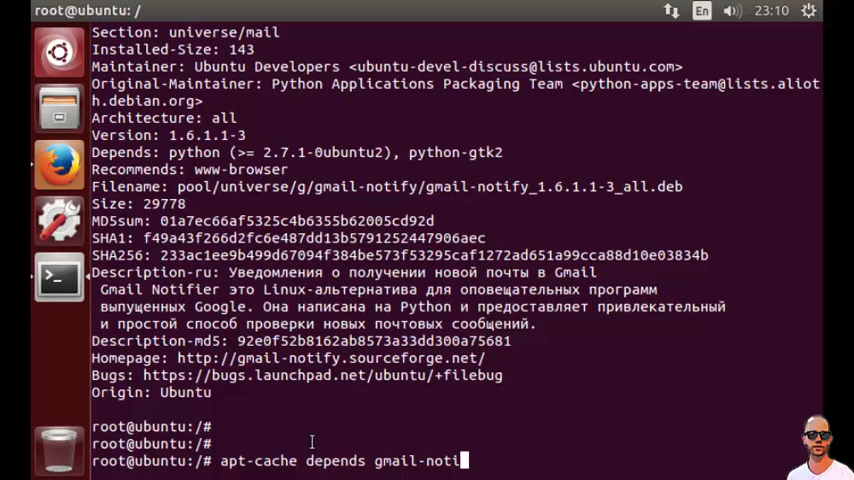 root@ubuntu: /
En
23:10
Section: universe/mail
Installed-Size: 143
Maintainer: Ubuntu Developers <ubuntu-devel-discuss@lists.ubuntu.com>
Original-Maintainer: Python Applications Packaging Team <python-apps-team@lists.aliot
h.debian.org>
Architecture: all
Version: 1.6.1.1-3
Depends: python (>= 2.7.1-0ubuntu2), python-gtk2
Recommends: www-browser
Filename: pool/universe/g/gmail-notify/gmail-notify_1.6.1.1-3_all.deb
Size: 29778
MD5sum: 01a7ec66af5325c4b6355b62005cd92d
SHA1: f49a43f266d2fc6e487dd13b5791252447906aec
SHA256: 233ac1ee9b499d67094f384be573f53295caf1272ad651a99cca88d10e03834b
Description-ru: Уведомления о получении новой почты в Gmail
Gmail Notifier это Linux-альтернатива для оповещательных программ
выпущенных Google. Она написана на Python и предоставляет привлекательный
и простой способ проверки новых почтовых сообщений.
Description-md5: 92e0f52b8162ab8573a33dd300a75681
Homepage: http://gmail-notify.sourceforge.net/
Bugs: https://bugs.launchpad.net/ubuntu/+filebug
Origin: Ubuntu
root@ubuntu:/#
root@ubuntu:/#
root@ubuntu:/# apt-cache depends gmail-noti